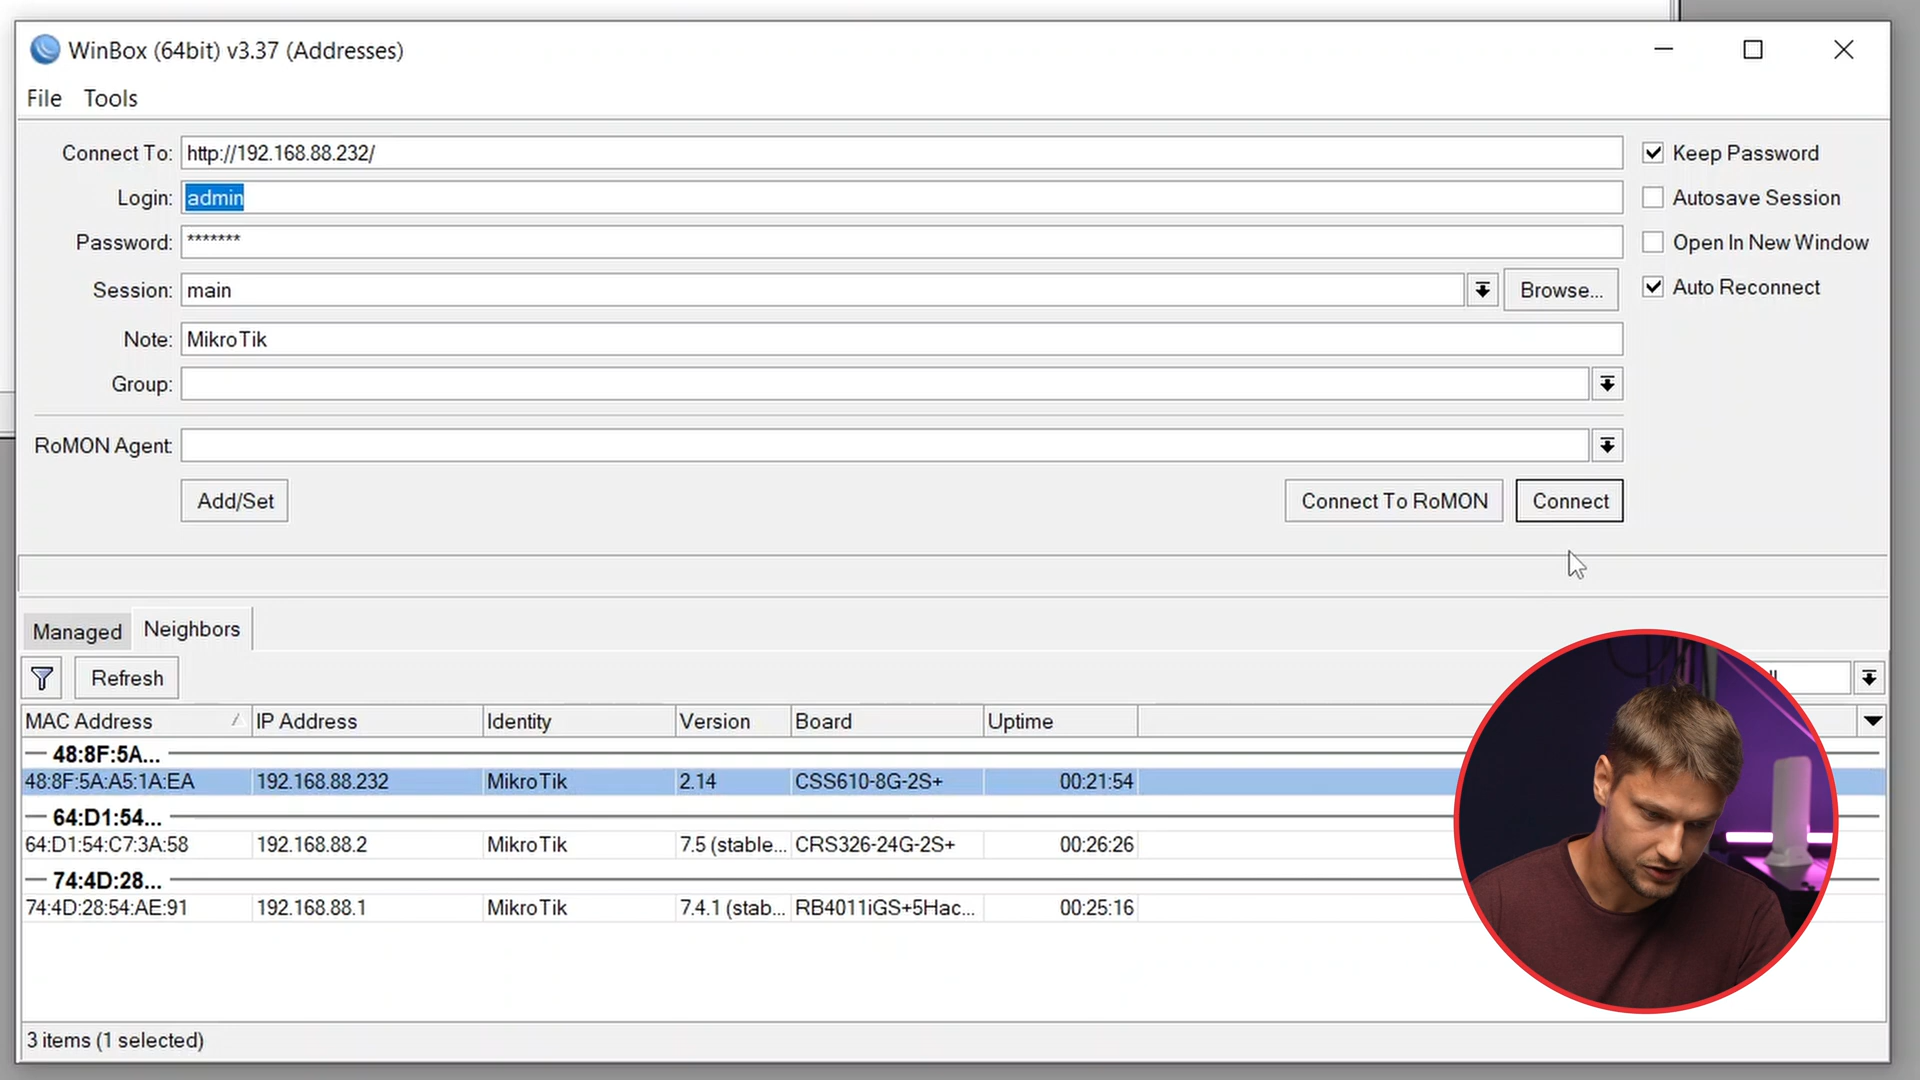 WinBox (64bit) v3.37 (Addresses)
File Tools
Connect To: http://192.168.88.232/ Keep Password
Login: admin Autosave Session
Password: ******* Open In New Window
Session: main Browse... Auto Reconnect
Note: MikroTik
Group:
RoMON Agent:
Add/Set Connect To RoMON Connect
Managed Neighbors
Refresh
MAC Address IP Address Identity Version Board Uptime
48:8F:5A...
48:8F:5A:A5:1A:EA 192.168.88.232 MikroTik 2.14 CSS610-8G-2S+ 00:21:54
64:D1:54...
64:D1:54:C7:3A:58 192.168.88.2 MikroTik 7.5 (stable... CRS326-24G-2S+ 00:26:26
74:4D:28...
74:4D:28:54:AE:91 192.168.88.1 MikroTik 7.4.1 (stab... RB4011iGS+5Hac... 00:25:16
3 items (1 selected)